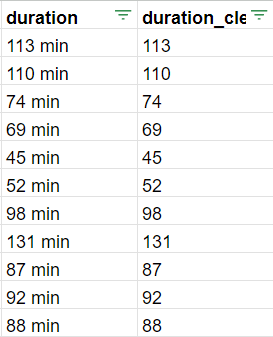 duration duration_cle
113 min 113
110 min 110
74 min 74
69 min 69
45 min 45
52 min 52
98 min 98
131 min 131
87 min 87
92 min 92
88 min 88